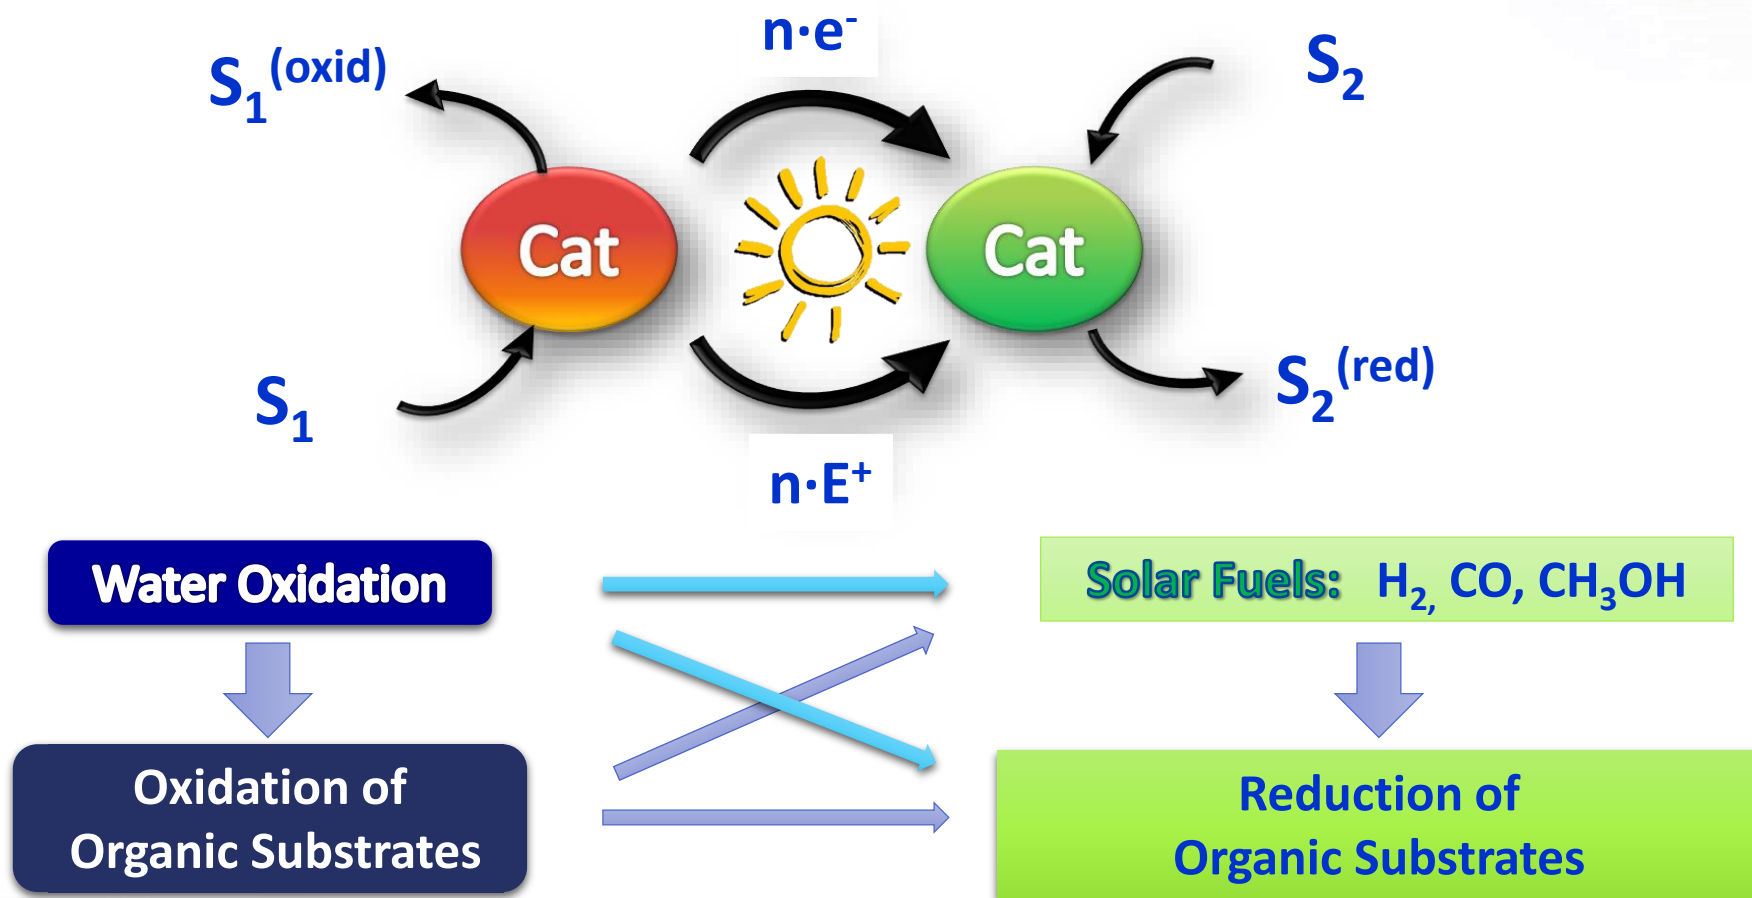 n·e⁻
S₁⁽ᵒˣⁱᵈ⁾
S₂
Cat
Cat
S₁
S₂⁽ʳᵉᵈ⁾
n·E⁺
Water Oxidation
Solar Fuels: H₂, CO, CH₃OH
Oxidation of
Organic Substrates
Reduction of
Organic Substrates